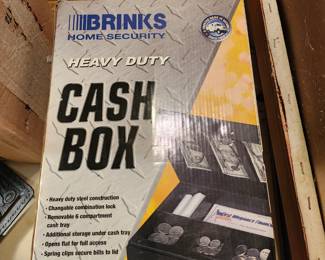 BRINKS
HOME SECURITY
HEAVY DUTY
CASH
BOX
• Heavy duty steel construction
• Changable combination lock
• Removable 6 compartment
cash tray
• Additional storage under cash tray
• Opens flat for full access
• Spring clips secure bills to lid